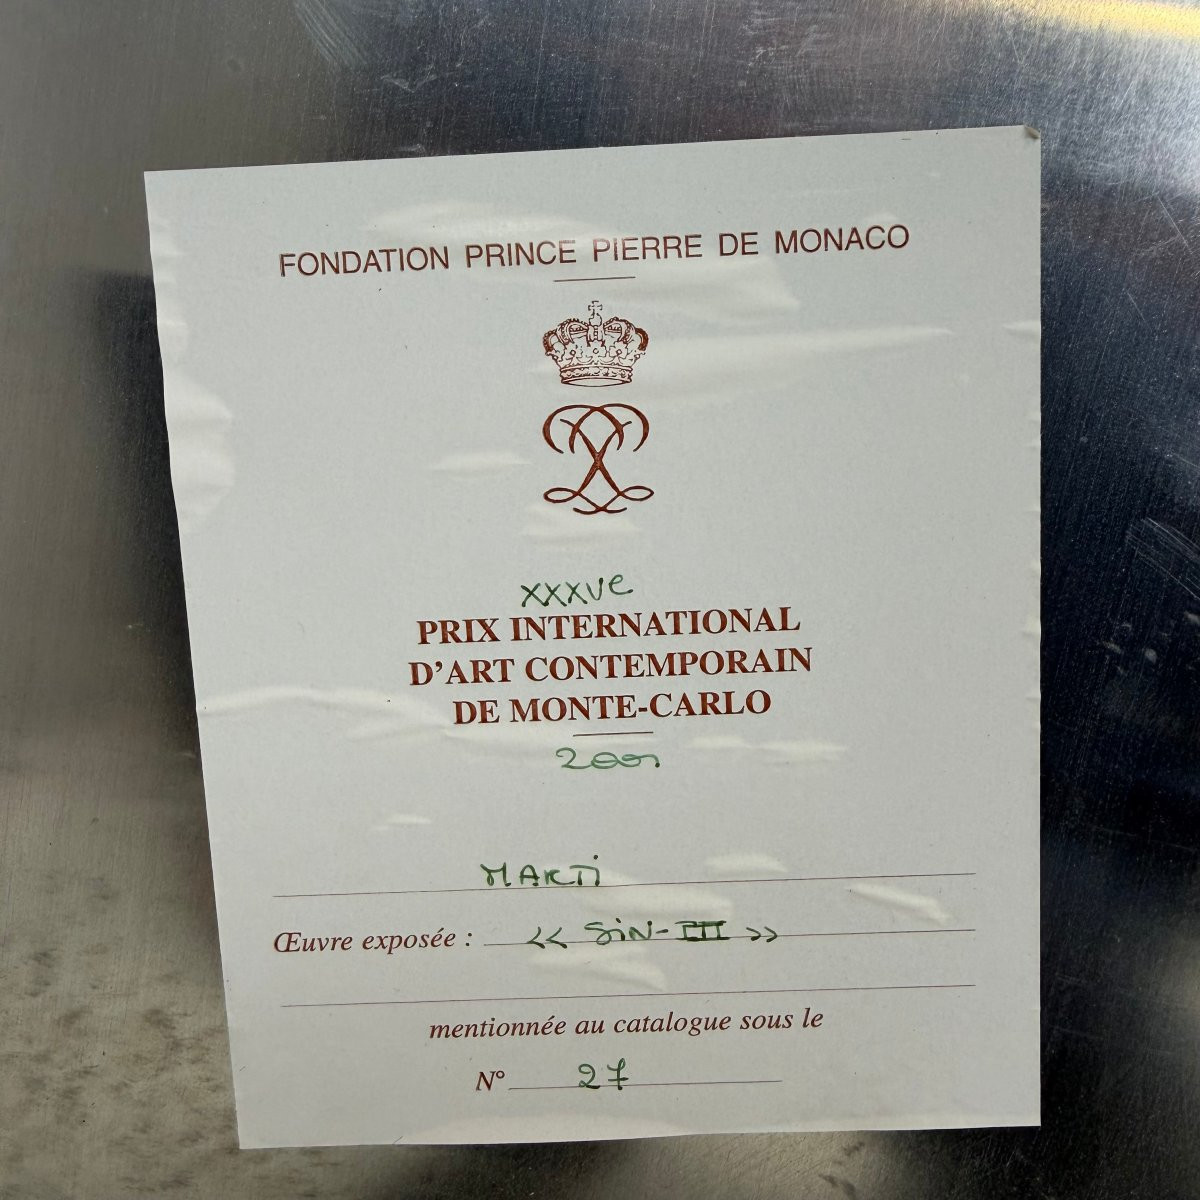 FONDATION PRINCE PIERRE DE MONACO
XXXVe
PRIX INTERNATIONAL
D'ART CONTEMPORAIN
DE MONTE-CARLO
2001
MARTi
Œuvre exposée : << SiN-III >>
mentionnée au catalogue sous le
N° 27